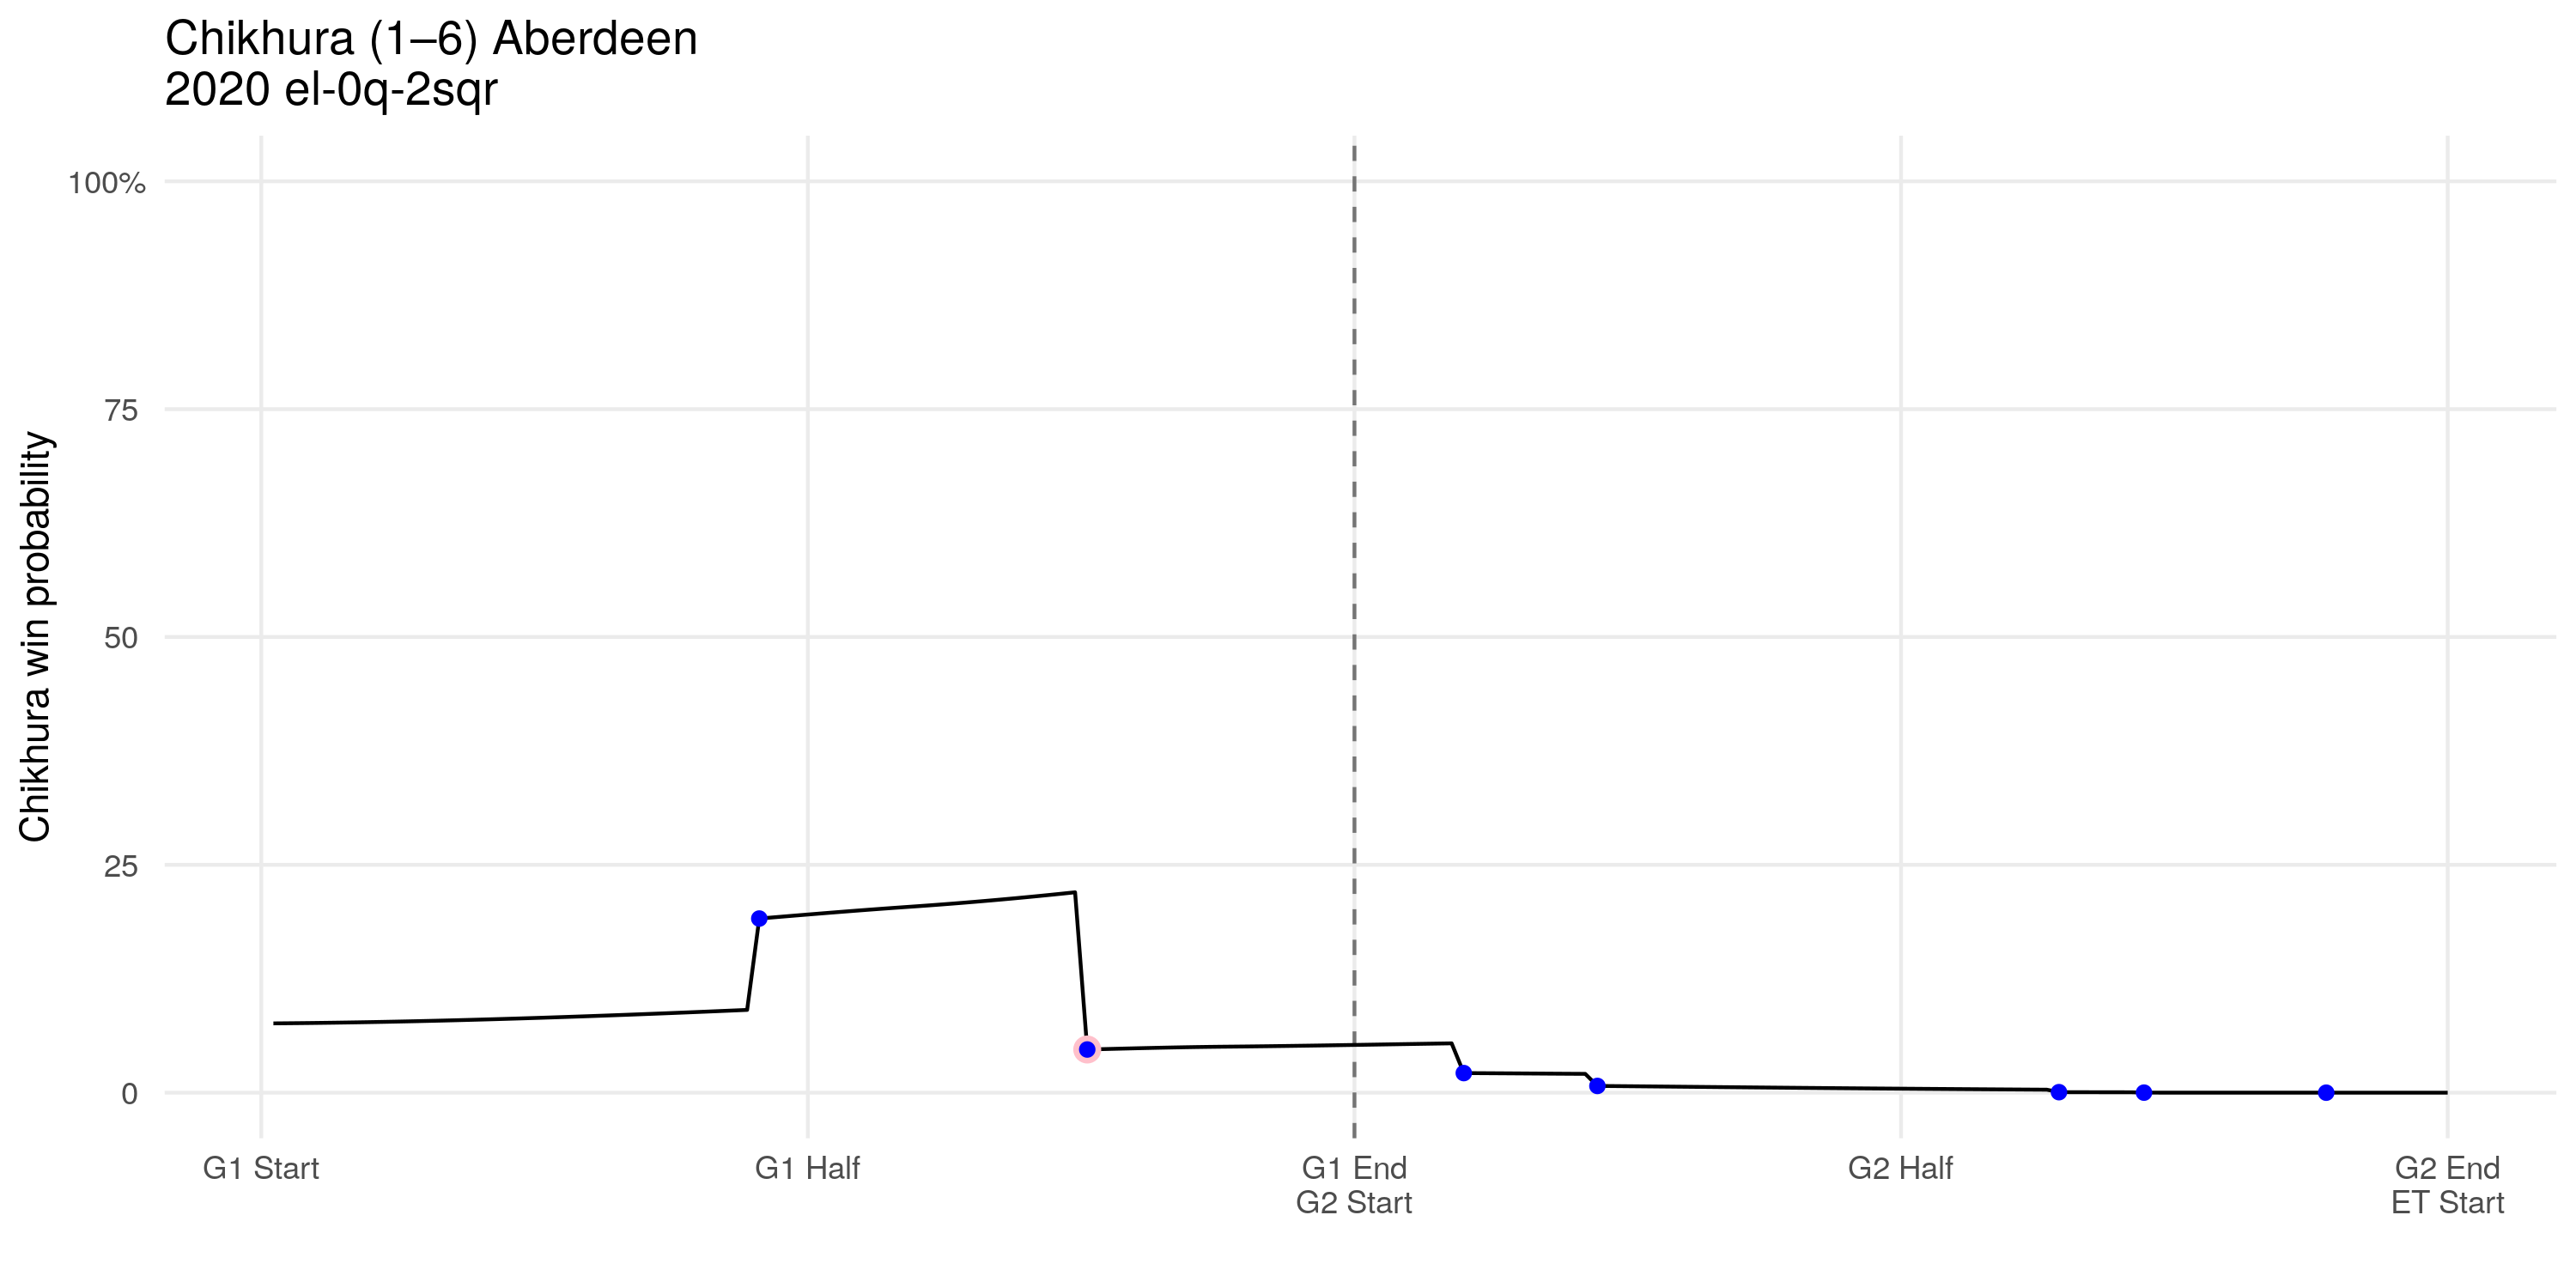 Chikhura (1–6) Aberdeen
2020 el-0q-2sqr
Chikhura win probability
100%
75
50
25
0
G1 Start
G1 Half
G1 End
G2 Start
G2 Half
G2 End
ET Start